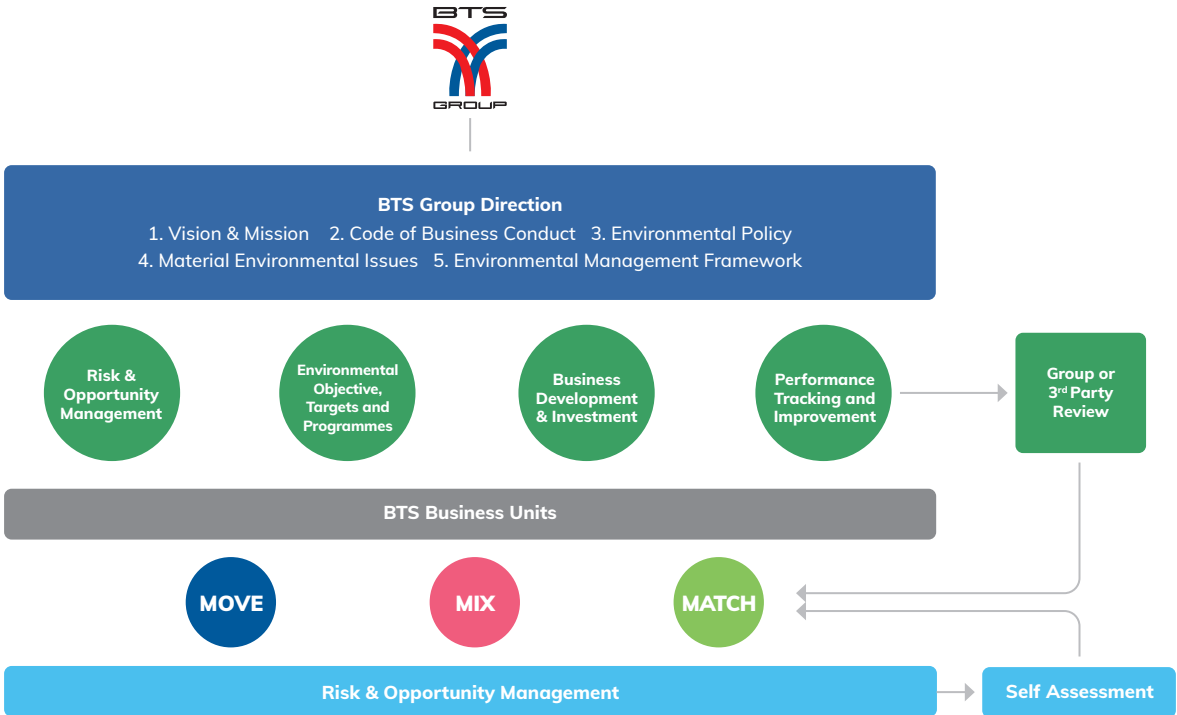 BTS
GROUP
BTS Group Direction
1. Vision & Mission 2. Code of Business Conduct 3. Environmental Policy
4. Material Environmental Issues 5. Environmental Management Framework
Risk &
Opportunity
Management
Environmental
Objective,
Targets and
Programmes
Business
Development
& Investment
Performance
Tracking and
Improvement
Group or
3rd Party
Review
BTS Business Units
MOVE
MIX
MATCH
Risk & Opportunity Management
Self Assessment